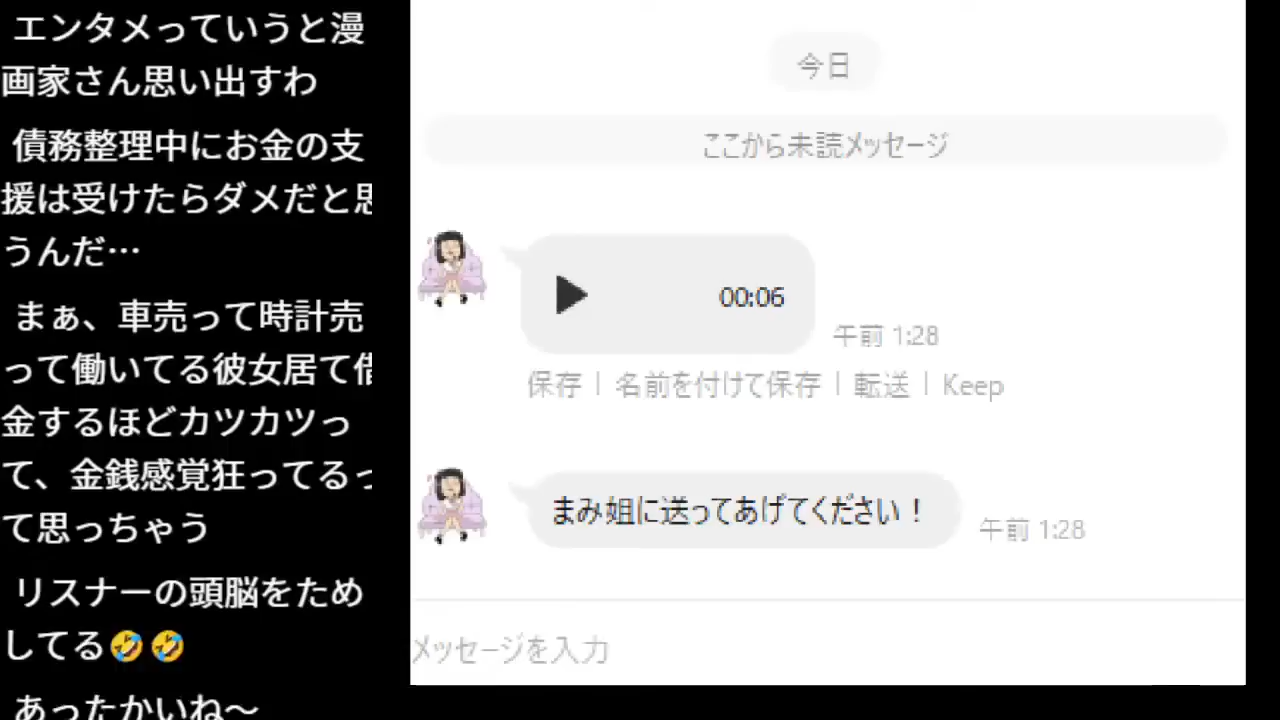 エンタメっていうと漫
画家さん思い出すわ
債務整理中にお金の支
援は受けたらダメだと思
うんだ…
まぁ、車売って時計売
って働いてる彼女居て借
金するほどカツカツっ
て、金銭感覚狂ってるっ
て思っちゃう
リスナーの頭脳をため
してる🤣🤣
あったかいね〜
今日
ここから未読メッセージ
00:06
午前 1:28
保存 | 名前を付けて保存 | 転送 | Keep
まみ姐に送ってあげてください！
午前 1:28
メッセージを入力